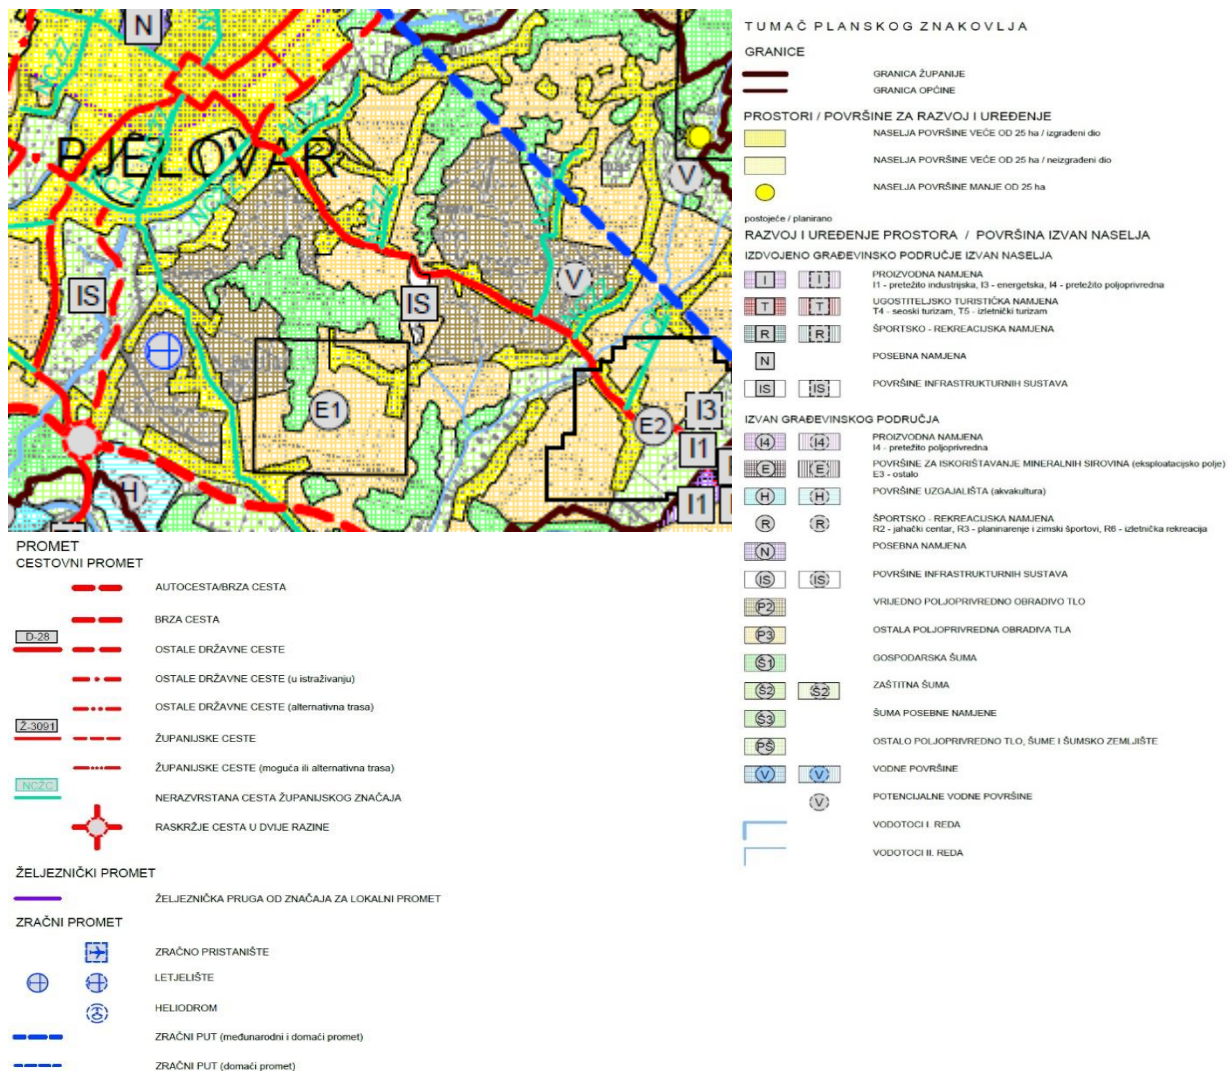 N
NCŽZ
NCŽZ
NCŽZ
BJELOVAR
NCŽZ
NCŽZ
NCŽZ
NCŽZ
V
IS
IS
V
NCŽZ
E1
E2
I3
I1
I1
H
PROMET
CESTOVNI PROMET
AUTOCESTA/BRZA CESTA
BRZA CESTA
D-28
OSTALE DRŽAVNE CESTE
OSTALE DRŽAVNE CESTE (u istraživanju)
OSTALE DRŽAVNE CESTE (alternativna trasa)
Ž-3091
ŽUPANIJSKE CESTE
ŽUPANIJSKE CESTE (moguća ili alternativna trasa)
NCŽC
NERAZVRSTANA CESTA ŽUPANIJSKOG ZNAČAJA
RASKRŽJE CESTA U DVIJE RAZINE
ŽELJEZNIČKI PROMET
ŽELJEZNIČKA PRUGA OD ZNAČAJA ZA LOKALNI PROMET
ZRAČNI PROMET
ZRAČNO PRISTANIŠTE
LETJELIŠTE
HELIODROM
ZRAČNI PUT (međunarodni i domaći promet)
ZRAČNI PUT (domaći promet)
TUMAČ PLANSKOG ZNAKOVLJA
GRANICE
GRANICA ŽUPANIJE
GRANICA OPĆINE
PROSTORI / POVRŠINE ZA RAZVOJ I UREĐENJE
NASELJA POVRŠINE VEĆE OD 25 ha / izgrađeni dio
NASELJA POVRŠINE VEĆE OD 25 ha / neizgrađeni dio
NASELJA POVRŠINE MANJE OD 25 ha
postojeće / planirano
RAZVOJ I UREĐENJE PROSTORA / POVRŠINA IZVAN NASELJA
IZDVOJENO GRAĐEVINSKO PODRUČJE IZVAN NASELJA
I I PROIZVODNA NAMJENA
I1 - pretežito industrijska, I3 - energetska, I4 - pretežito poljoprivredna
T T UGOSTITELJSKO TURISTIČKA NAMJENA
T4 - seoski turizam, T5 - izletnički turizam
R R ŠPORTSKO - REKREACIJSKA NAMJENA
N POSEBNA NAMJENA
IS IS POVRŠINE INFRASTRUKTURNIH SUSTAVA
IZVAN GRAĐEVINSKOG PODRUČJA
I4 I4 PROIZVODNA NAMJENA
I4 - pretežito poljoprivredna
E E POVRŠINE ZA ISKORIŠTAVANJE MINERALNIH SIROVINA (eksploatacijsko polje)
E3 - ostalo
H H POVRŠINE UZGAJALIŠTA (akvakultura)
R R ŠPORTSKO - REKREACIJSKA NAMJENA
R2 - jahački centar, R3 - planinarenje i zimski športovi, R6 - izletnička rekreacija
N POSEBNA NAMJENA
IS IS POVRŠINE INFRASTRUKTURNIH SUSTAVA
P2 VRIJEDNO POLJOPRIVREDNO OBRADIVO TLO
P3 OSTALA POLJOPRIVREDNA OBRADIVA TLA
Š1 GOSPODARSKA ŠUMA
Š2 Š2 ZAŠTITNA ŠUMA
Š3 ŠUMA POSEBNE NAMJENE
PŠ OSTALO POLJOPRIVREDNO TLO, ŠUME I ŠUMSKO ZEMLJIŠTE
V V VODNE POVRŠINE
V POTENCIJALNE VODNE POVRŠINE
VODOTOCI I. REDA
VODOTOCI II. REDA